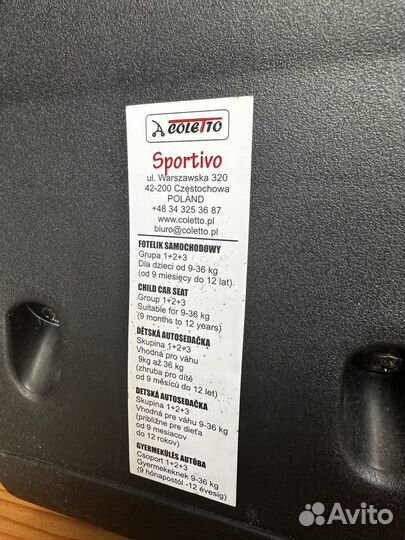 COLETTO
Sportivo
ul. Warszawska 320
42-200 Częstochowa
POLAND
+48 34 325 36 87
www.coletto.pl
biuro@coletto.pl
FOTELIK SAMOCHODOWY
Grupa 1+2+3
Dla dzieci od 9-36 kg
(od 9 miesięcy do 12 lat)
CHILD CAR SEAT
Group 1+2+3
Suitable for 9-36 kg
(9 months to 12 years)
DĚTSKÁ AUTOSEDAČKA
Skupina 1+2+3
Vhodná pro váhu
9kg až 36 kg
(zhruba pro dítě
od 9 měsíců do 12 let)
DETSKÁ AUTOSEDAČKA
Skupina 1+2+3
Vhodná pre váhu 9-36 kg
(približne pre dieťa
od 9 mesiacov
do 12 rokov)
GYERMEKÜLÉS AUTÓBA
Csoport 1+2+3
Gyermekeknek 9-36 kg
(9 hónapostól -12 évesig)
Avito